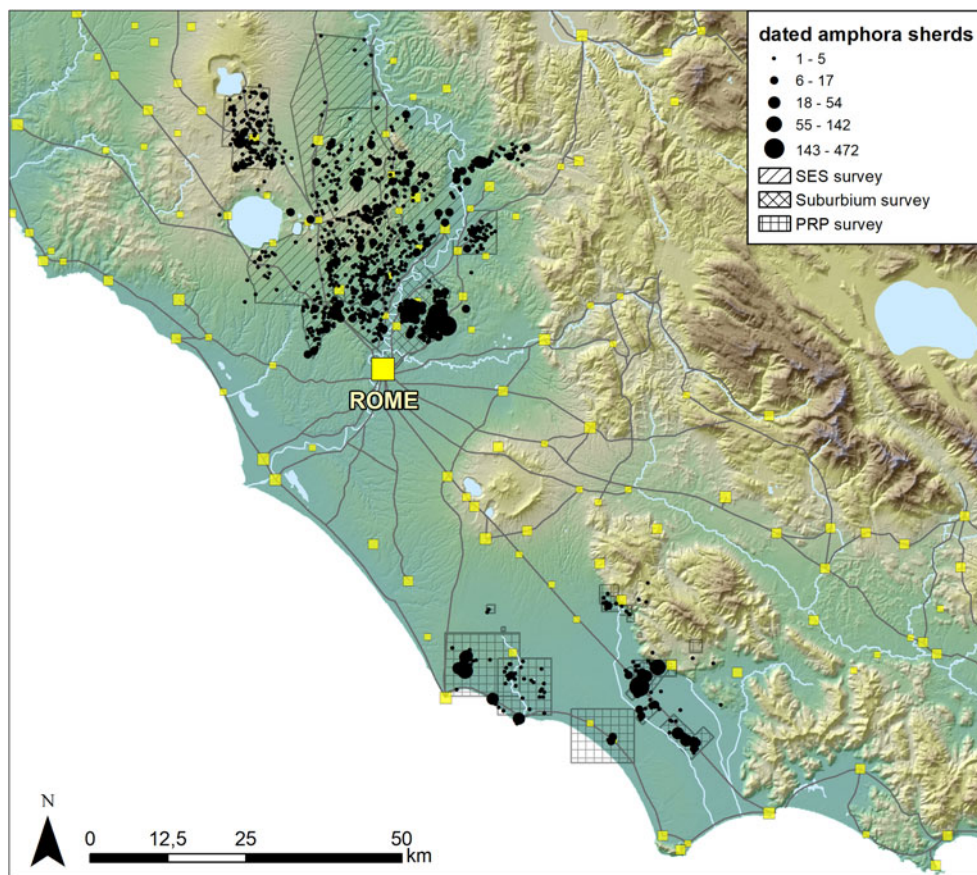 dated amphora sherds
1 - 5
6 - 17
18 - 54
55 - 142
143 - 472
SES survey
Suburbium survey
PRP survey
ROME
N
0 12,5 25 50
km